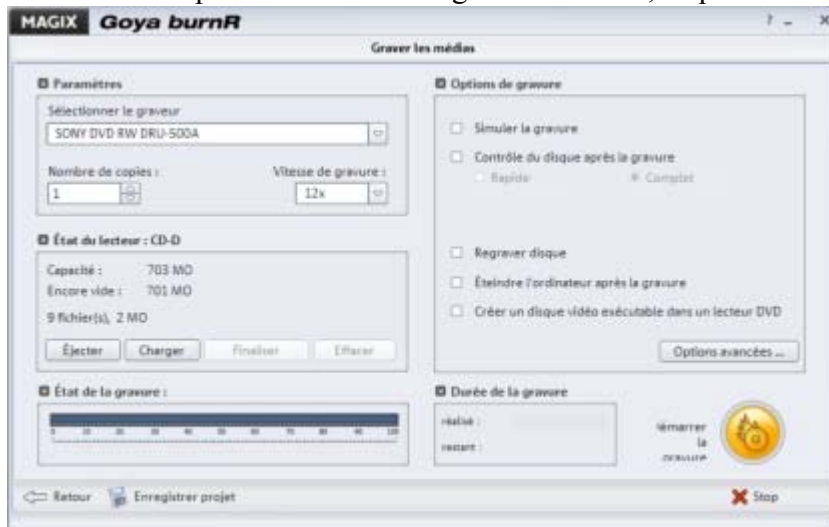 MAGIX Goya burnR
Graver les médias
Paramètres
Sélectionner le graveur
SONY DVD RW DRU-500A
Nombre de copies :
Vitesse de gravure :
1
12x
État du lecteur : CD-D
Capacité : 703 MO
Encore vide : 701 MO
9 fichier(s), 2 MO
Éjecter
Charger
Finaliser
Effacer
État de la gravure :
Options de gravure
Simuler la gravure
Contrôle du disque après la gravure
Rapide
Complet
Regraver disque
Éteindre l'ordinateur après la gravure
Créer un disque vidéo exécutable dans un lecteur DVD
Options avancées ...
Durée de la gravure
réalisé :
restant :
démarrer
la
gravure
Retour
Enregistrer projet
Stop